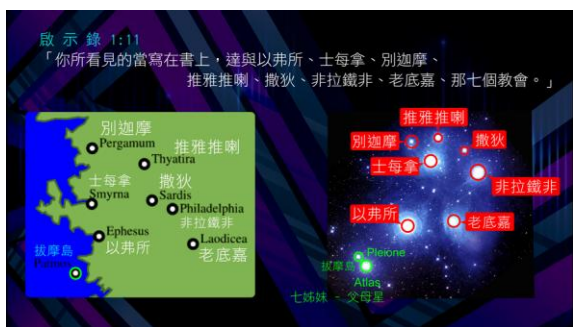 啟示錄 1:11
「你所看見的當寫在書上，達與以弗所、士每拿、別迦摩、
推雅推喇、撒狄、非拉鐵非、老底嘉、那七個教會。」
別迦摩
Pergamum
推雅推喇
Thyatira
士每拿
Smyrna
撒狄
Sardis
Philadelphia
非拉鐵非
Ephesus
以弗所
Laodicea
老底嘉
拔摩島
Patmos
推雅推喇
別迦摩
撒狄
士每拿
非拉鐵非
以弗所
老底嘉
Pleione
拔摩島
Atlas
七姊妹 - 父母星